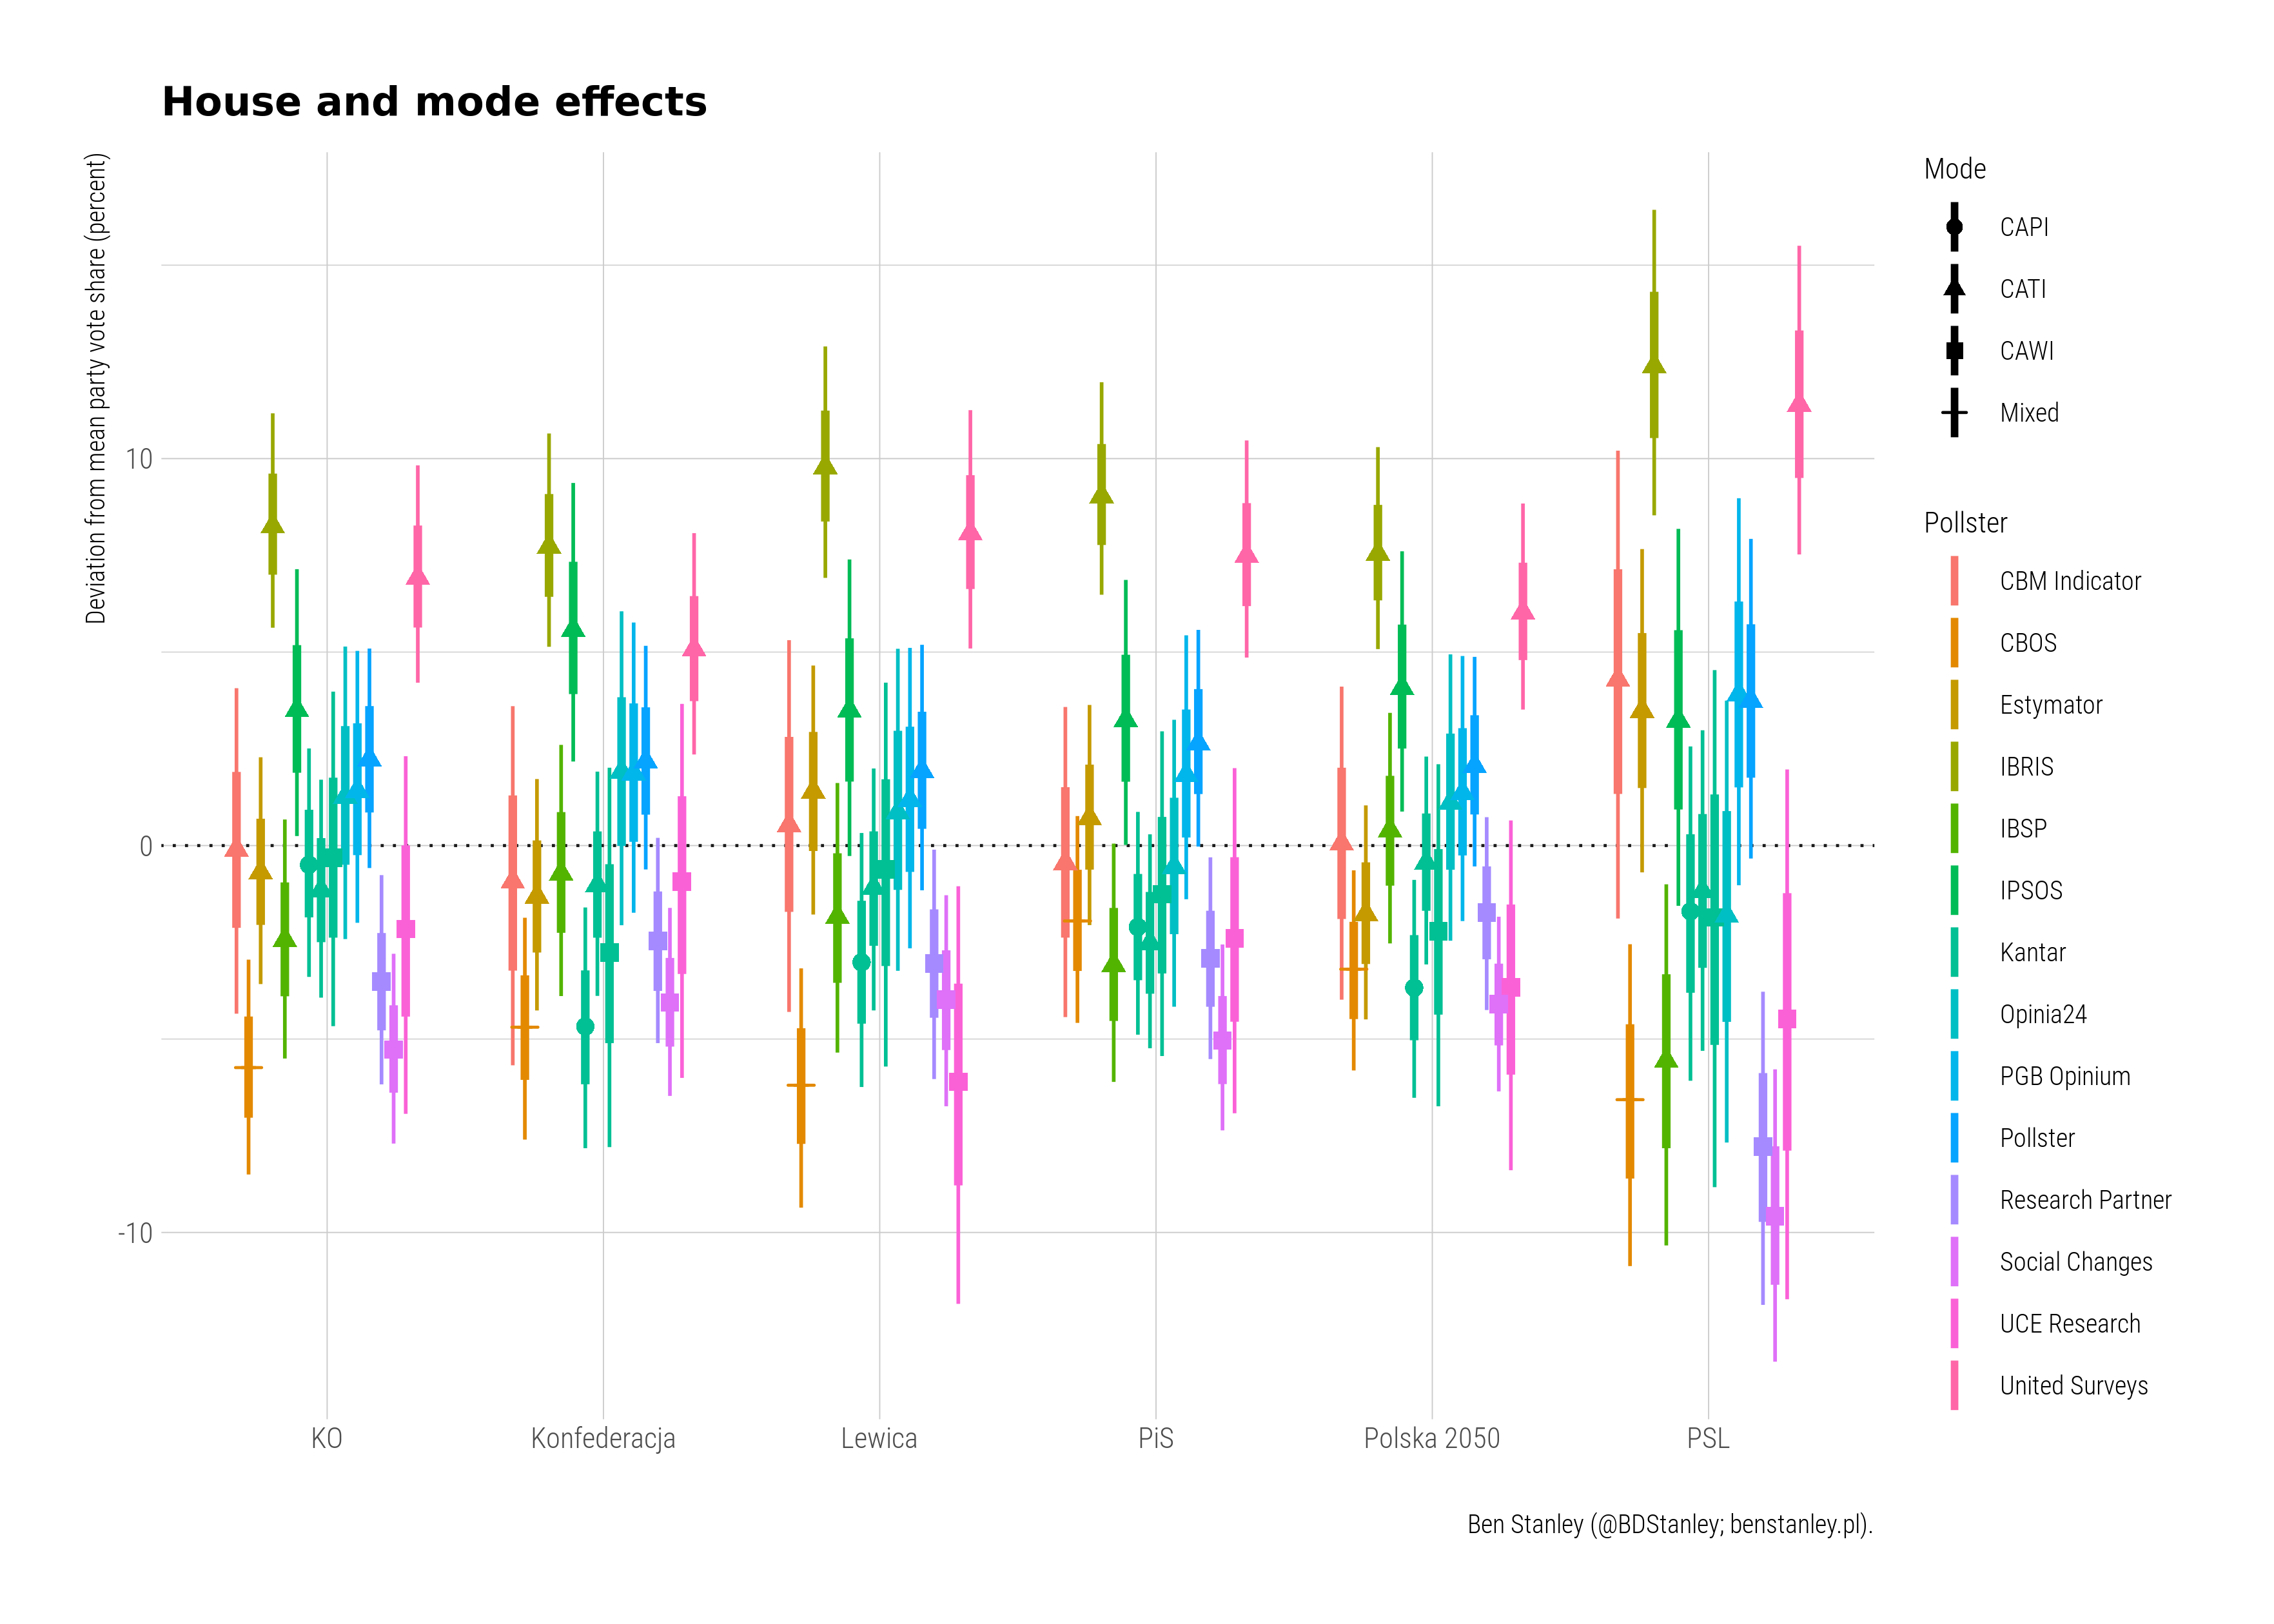 House and mode effects
Deviation from mean party vote share (percent)
10
0
-10
KO
Konfederacja
Lewica
PiS
Polska 2050
PSL
Mode
CAPI
CATI
CAWI
Mixed
Pollster
CBM Indicator
CBOS
Estymator
IBRIS
IBSP
IPSOS
Kantar
Opinia24
PGB Opinium
Pollster
Research Partner
Social Changes
UCE Research
United Surveys
Ben Stanley (@BDStanley; benstanley.pl).